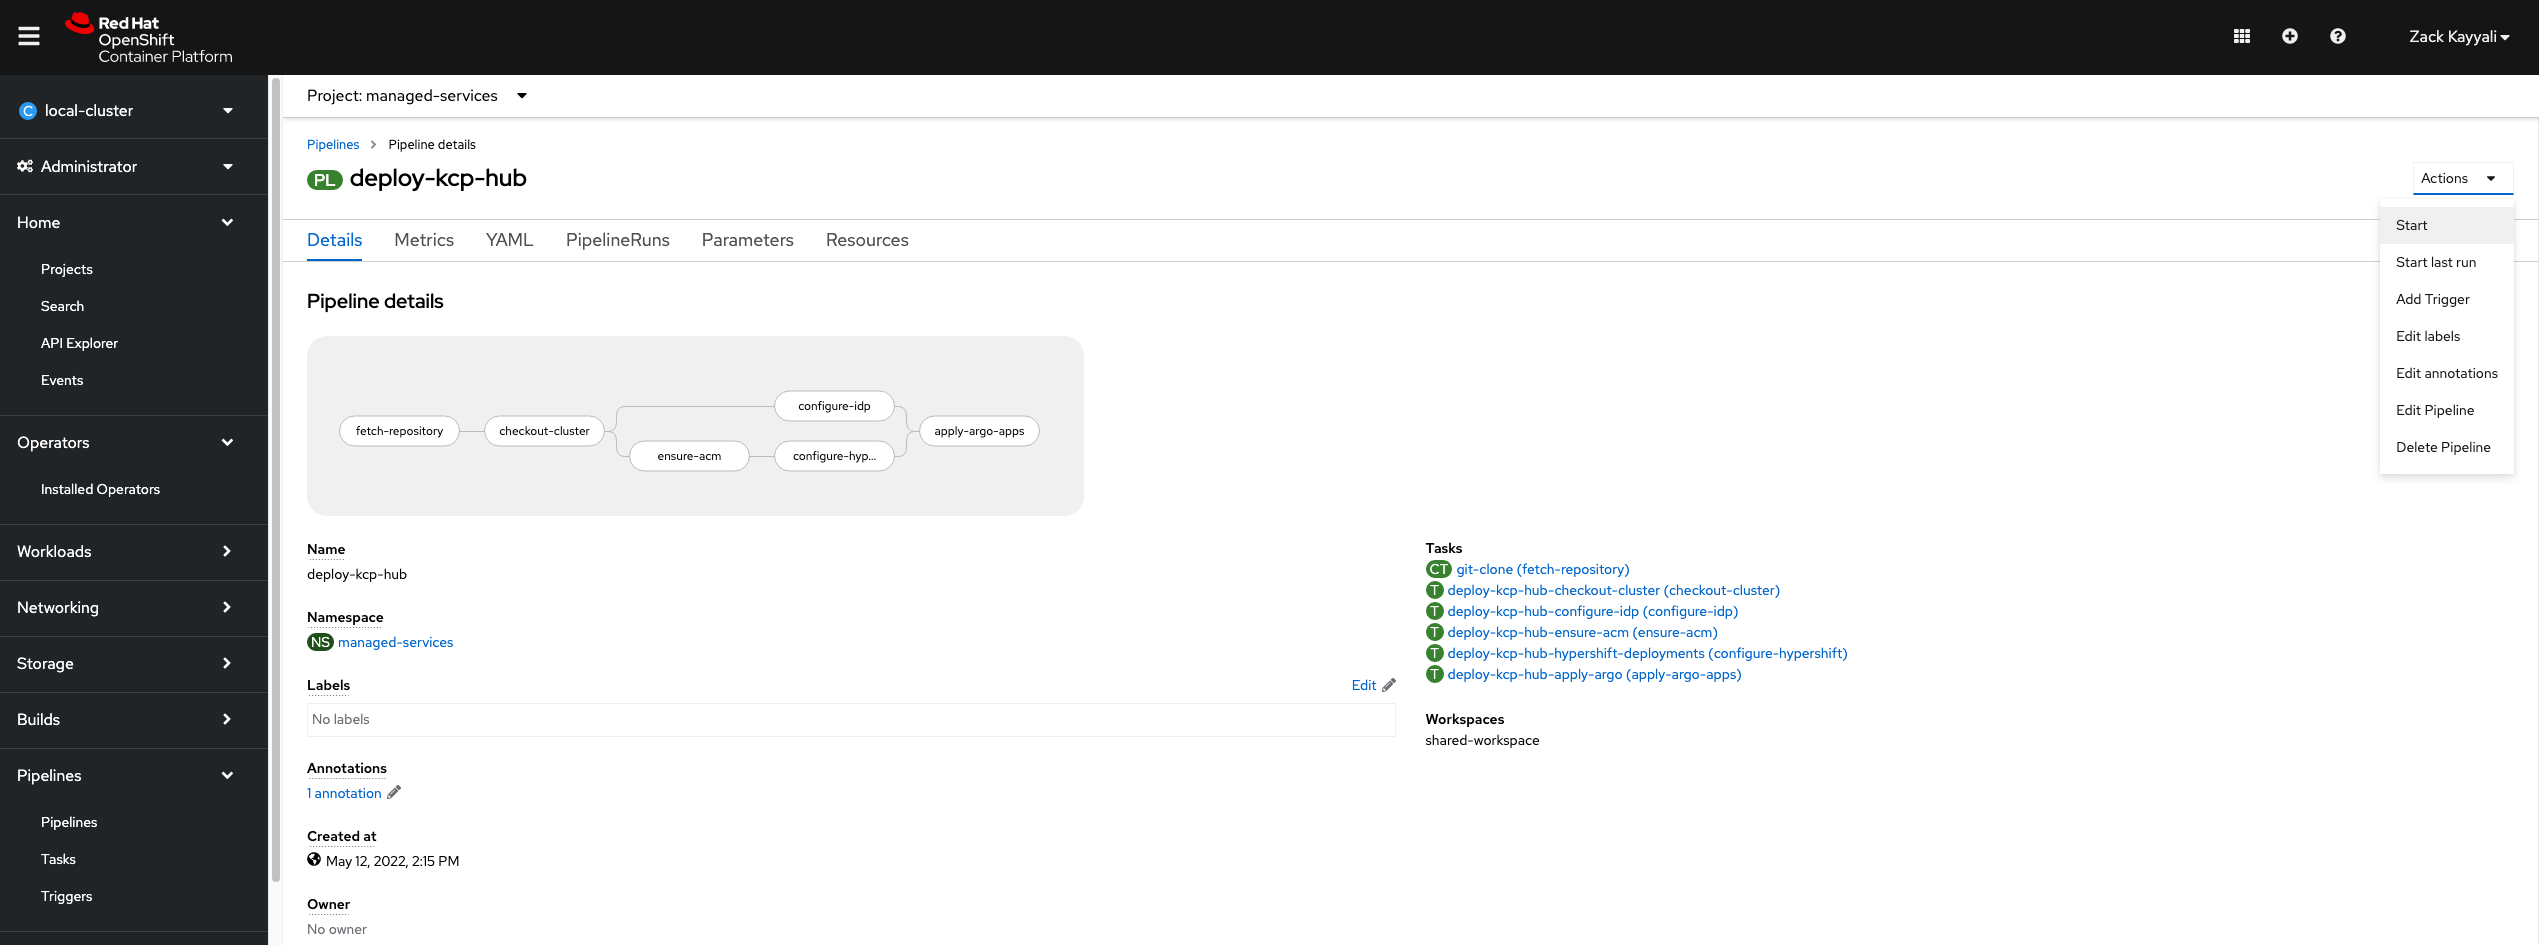 Red Hat
OpenShift
Container Platform
Zack Kayyali
C local-cluster
Administrator
Home
Projects
Search
API Explorer
Events
Operators
Installed Operators
Workloads
Networking
Storage
Builds
Pipelines
Pipelines
Tasks
Triggers
Project: managed-services
Pipelines > Pipeline details
PL deploy-kcp-hub
Actions
Start
Start last run
Add Trigger
Edit labels
Edit annotations
Edit Pipeline
Delete Pipeline
Details Metrics YAML PipelineRuns Parameters Resources
Pipeline details
fetch-repository
checkout-cluster
configure-idp
ensure-acm
configure-hyp...
apply-argo-apps
Name
deploy-kcp-hub
Namespace
NS managed-services
Labels
Edit
No labels
Annotations
1 annotation
Created at
May 12, 2022, 2:15 PM
Owner
No owner
Tasks
CT git-clone (fetch-repository)
T deploy-kcp-hub-checkout-cluster (checkout-cluster)
T deploy-kcp-hub-configure-idp (configure-idp)
T deploy-kcp-hub-ensure-acm (ensure-acm)
T deploy-kcp-hub-hypershift-deployments (configure-hypershift)
T deploy-kcp-hub-apply-argo (apply-argo-apps)
Workspaces
shared-workspace